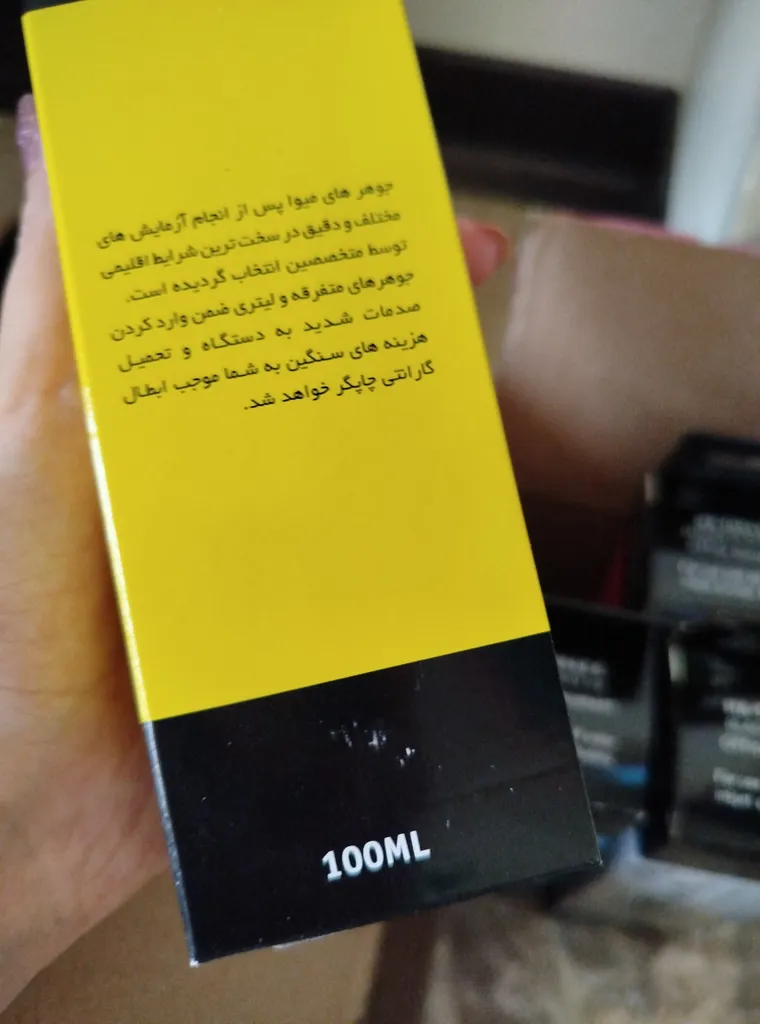 جوهر های میوا پس از انجام آزمایش های
مختلف و دقیق در سخت ترین شرایط اقلیمی
توسط متخصصین انتخاب گردیده است.
جوهرهای متفرقه و لیتری ضمن وارد کردن
صدمات شدید به دستگاه و تحمیل
هزینه های سنگین به شما موجب ابطال
گارانتی چاپگر خواهد شد.
100ML